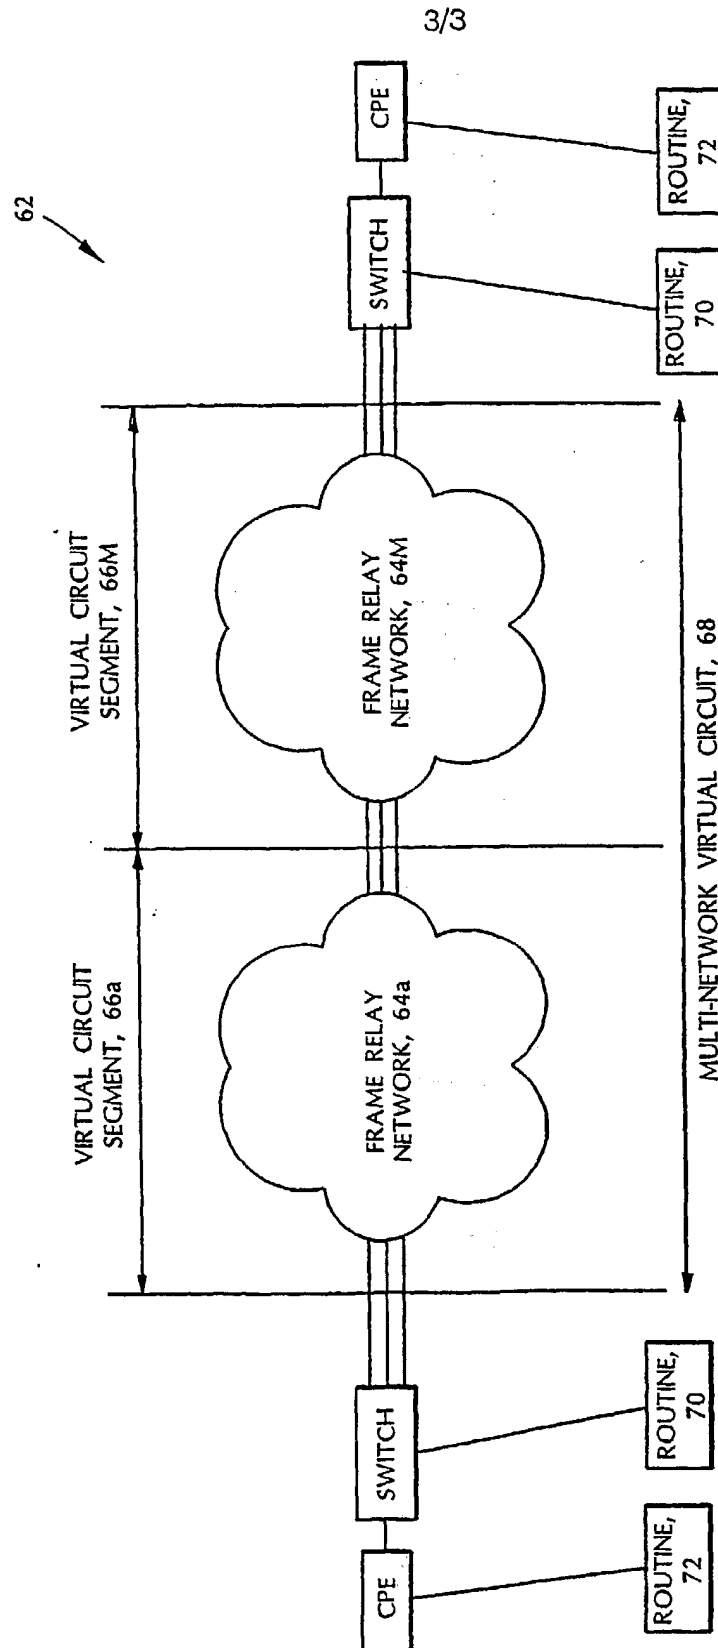 3/3
62
VIRTUAL CIRCUIT
SEGMENT, 66a
VIRTUAL CIRCUIT
SEGMENT, 66M
CPE
SWITCH
FRAME RELAY
NETWORK, 64a
FRAME RELAY
NETWORK, 64M
SWITCH
CPE
ROUTINE,
72
ROUTINE,
70
MULTI-NETWORK VIRTUAL CIRCUIT, 68
ROUTINE,
70
ROUTINE,
72